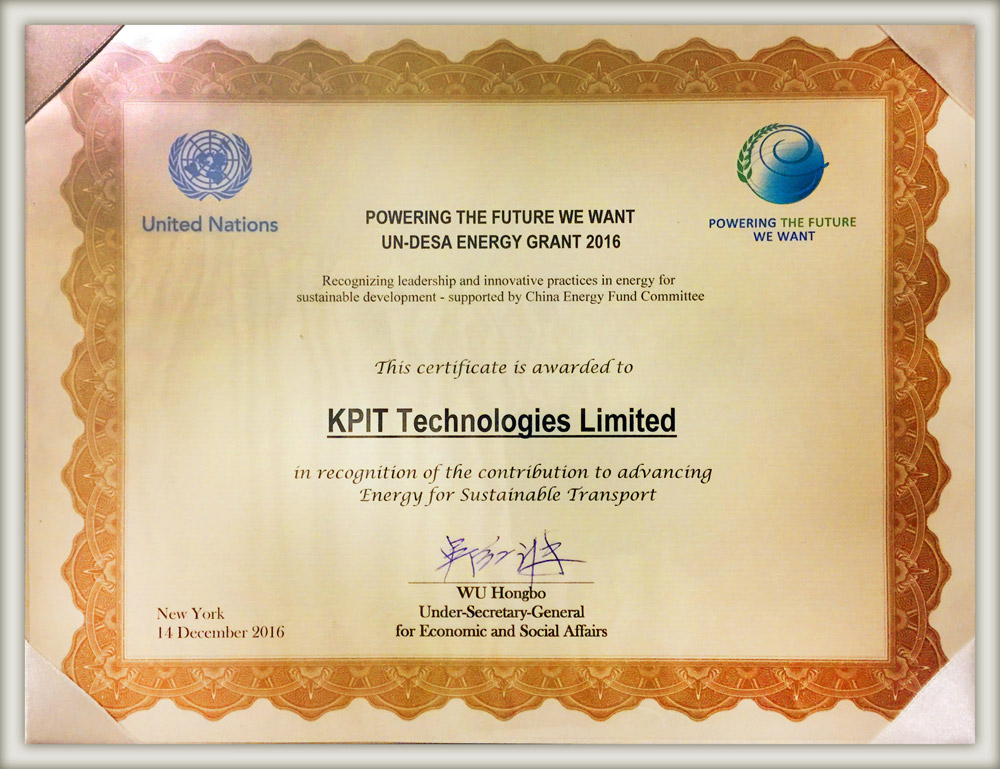 United Nations
POWERING THE FUTURE
WE WANT
POWERING THE FUTURE WE WANT
UN-DESA ENERGY GRANT 2016
Recognizing leadership and innovative practices in energy for
sustainable development - supported by China Energy Fund Committee
This certificate is awarded to
KPIT Technologies Limited
in recognition of the contribution to advancing
Energy for Sustainable Transport
吴红波
WU Hongbo
Under-Secretary-General
for Economic and Social Affairs
New York
14 December 2016